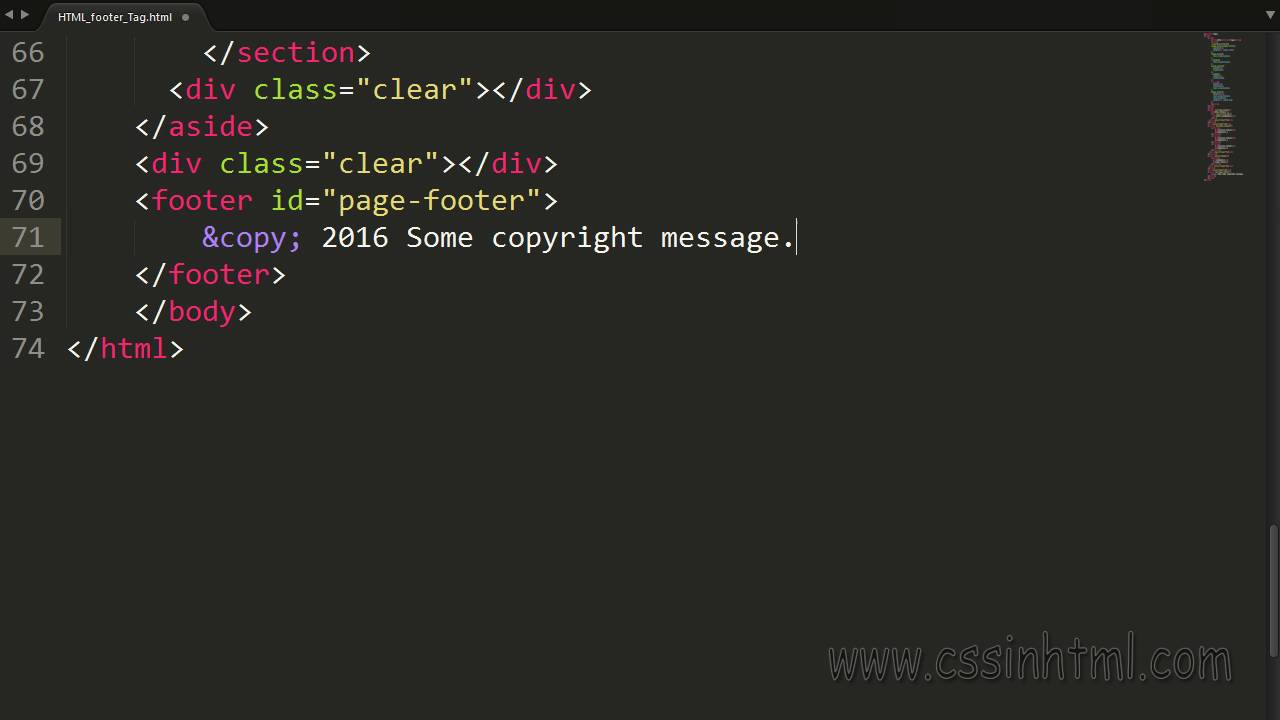 HTML_footer_Tag.html
66 </section>
67 <div class="clear"></div>
68 </aside>
69 <div class="clear"></div>
70 <footer id="page-footer">
71 &copy; 2016 Some copyright message.
72 </footer>
73 </body>
74 </html>
www.cssinhtml.com